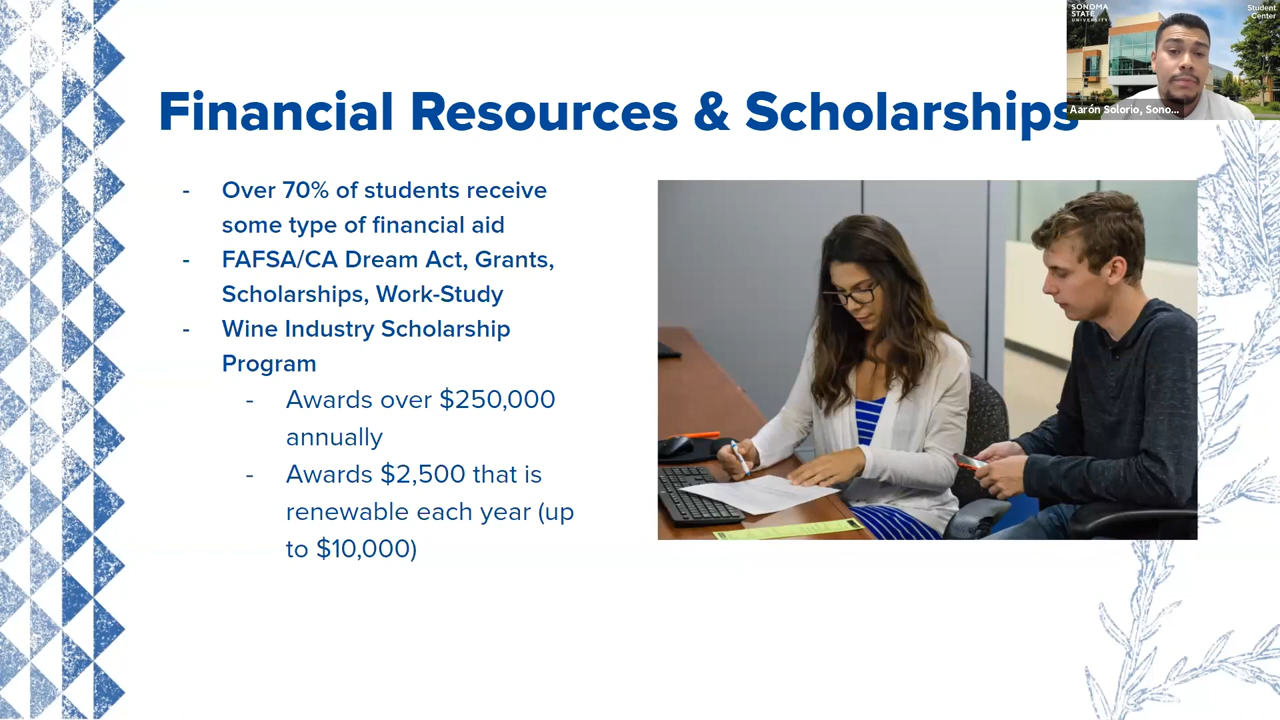 SONOMA
STATE
UNIVERSITY
Student
Center
Aarón Solorio, Sono...
Financial Resources & Scholarships
- Over 70% of students receive
some type of financial aid
- FAFSA/CA Dream Act, Grants,
Scholarships, Work-Study
- Wine Industry Scholarship
Program
- Awards over $250,000
annually
- Awards $2,500 that is
renewable each year (up
to $10,000)